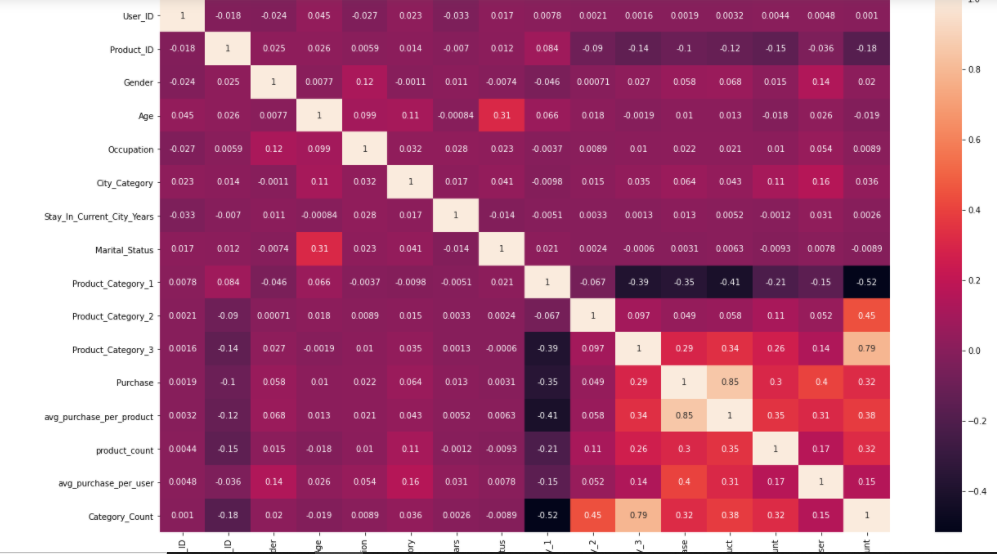 User_ID 1 -0.018 -0.024 0.045 -0.027 0.023 -0.033 0.017 0.0078 0.0021 0.0016 0.0019 0.0032 0.0044 0.0048 0.001
Product_ID -0.018 1 0.025 0.026 0.0059 0.014 -0.007 0.012 0.084 -0.09 -0.14 -0.1 -0.12 -0.15 -0.036 -0.18
0.8
Gender -0.024 0.025 1 0.0077 0.12 -0.0011 0.011 -0.0074 -0.046 0.00071 0.027 0.058 0.068 0.015 0.14 0.02
Age 0.045 0.026 0.0077 1 0.099 0.11 -0.00084 0.31 0.066 0.018 -0.0019 0.01 0.013 -0.018 0.026 -0.019
0.6
Occupation -0.027 0.0059 0.12 0.099 1 0.032 0.028 0.023 -0.0037 0.0089 0.01 0.022 0.021 0.01 0.054 0.0089
City_Category 0.023 0.014 -0.0011 0.11 0.032 1 0.017 0.041 -0.0098 0.015 0.035 0.064 0.043 0.11 0.16 0.036
0.4
Stay_In_Current_City_Years -0.033 -0.007 0.011 -0.00084 0.028 0.017 1 -0.014 -0.0051 0.0033 0.0013 0.013 0.0052 -0.0012 0.031 0.0026
Marital_Status 0.017 0.012 -0.0074 0.31 0.023 0.041 -0.014 1 0.021 0.0024 -0.0006 0.0031 0.0063 -0.0093 0.0078 -0.0089
0.2
Product_Category_1 0.0078 0.084 -0.046 0.066 -0.0037 -0.0098 -0.0051 0.021 1 -0.067 -0.39 -0.35 -0.41 -0.21 -0.15 -0.52
Product_Category_2 0.0021 -0.09 0.00071 0.018 0.0089 0.015 0.0033 0.0024 -0.067 1 0.097 0.049 0.058 0.11 0.052 0.45
Product_Category_3 0.0016 -0.14 0.027 -0.0019 0.01 0.035 0.0013 -0.0006 -0.39 0.097 1 0.29 0.34 0.26 0.14 0.79
0.0
Purchase 0.0019 -0.1 0.058 0.01 0.022 0.064 0.013 0.0031 -0.35 0.049 0.29 1 0.85 0.3 0.4 0.32
avg_purchase_per_product 0.0032 -0.12 0.068 0.013 0.021 0.043 0.0052 0.0063 -0.41 0.058 0.34 0.85 1 0.35 0.31 0.38
-0.2
product_count 0.0044 -0.15 0.015 -0.018 0.01 0.11 -0.0012 -0.0093 -0.21 0.11 0.26 0.3 0.35 1 0.17 0.32
avg_purchase_per_user 0.0048 -0.036 0.14 0.026 0.054 0.16 0.031 0.0078 -0.15 0.052 0.14 0.4 0.31 0.17 1 0.15
-0.4
Category_Count 0.001 -0.18 0.02 -0.019 0.0089 0.036 0.0026 -0.0089 -0.52 0.45 0.79 0.32 0.38 0.32 0.15 1
_ID _ID der ge ion ory ars tus y_1 _2 y_3 ase uct unt ser unt